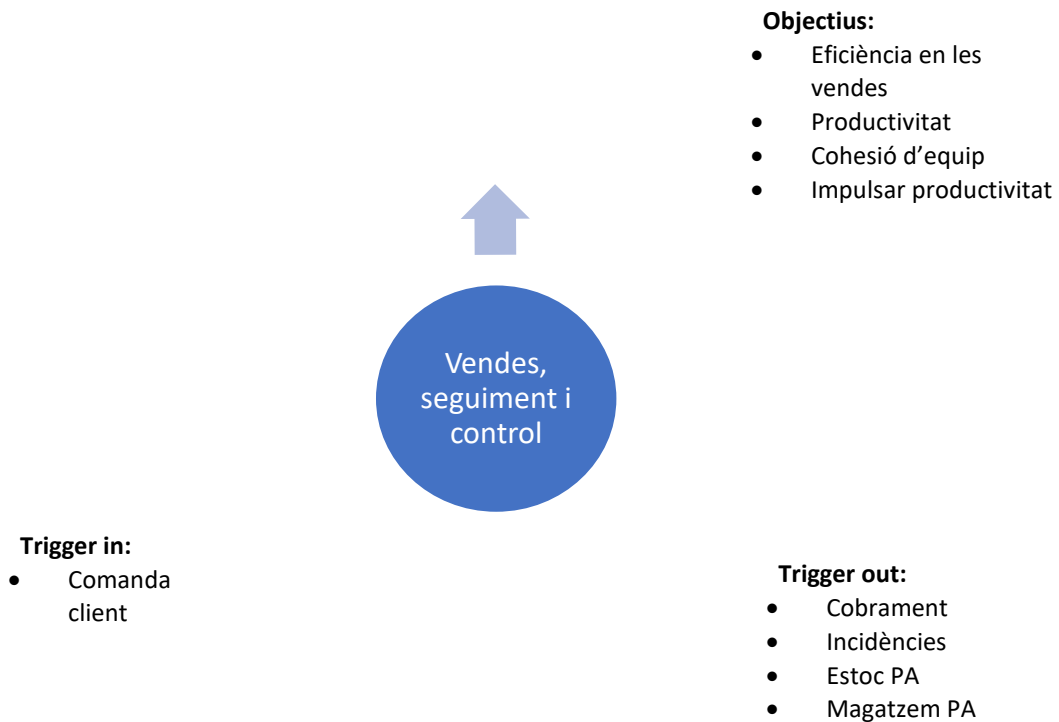 Objectius:
• Eficiència en les
vendes
• Productivitat
• Cohesió d’equip
• Impulsar productivitat
Vendes,
seguiment i
control
Trigger in:
• Comanda
client
Trigger out:
• Cobrament
• Incidències
• Estoc PA
• Magatzem PA